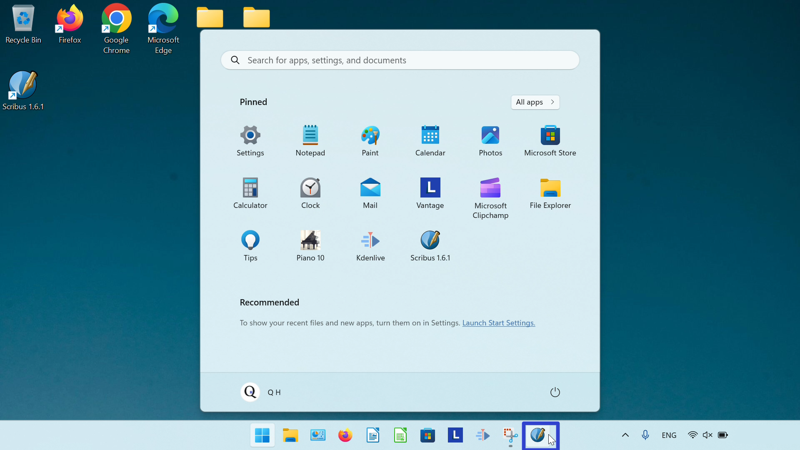 Recycle Bin
Firefox
Google
Chrome
Microsoft
Edge
Scribus 1.6.1
Search for apps, settings, and documents
Pinned
All apps
Settings
Notepad
Paint
Calendar
Photos
Microsoft Store
Calculator
Clock
Mail
L
Vantage
Microsoft
Clipchamp
File Explorer
Tips
Piano 10
Kdenlive
Scribus 1.6.1
Recommended
To show your recent files and new apps, turn them on in Settings. Launch Start Settings.
Q
Q H
L
ENG